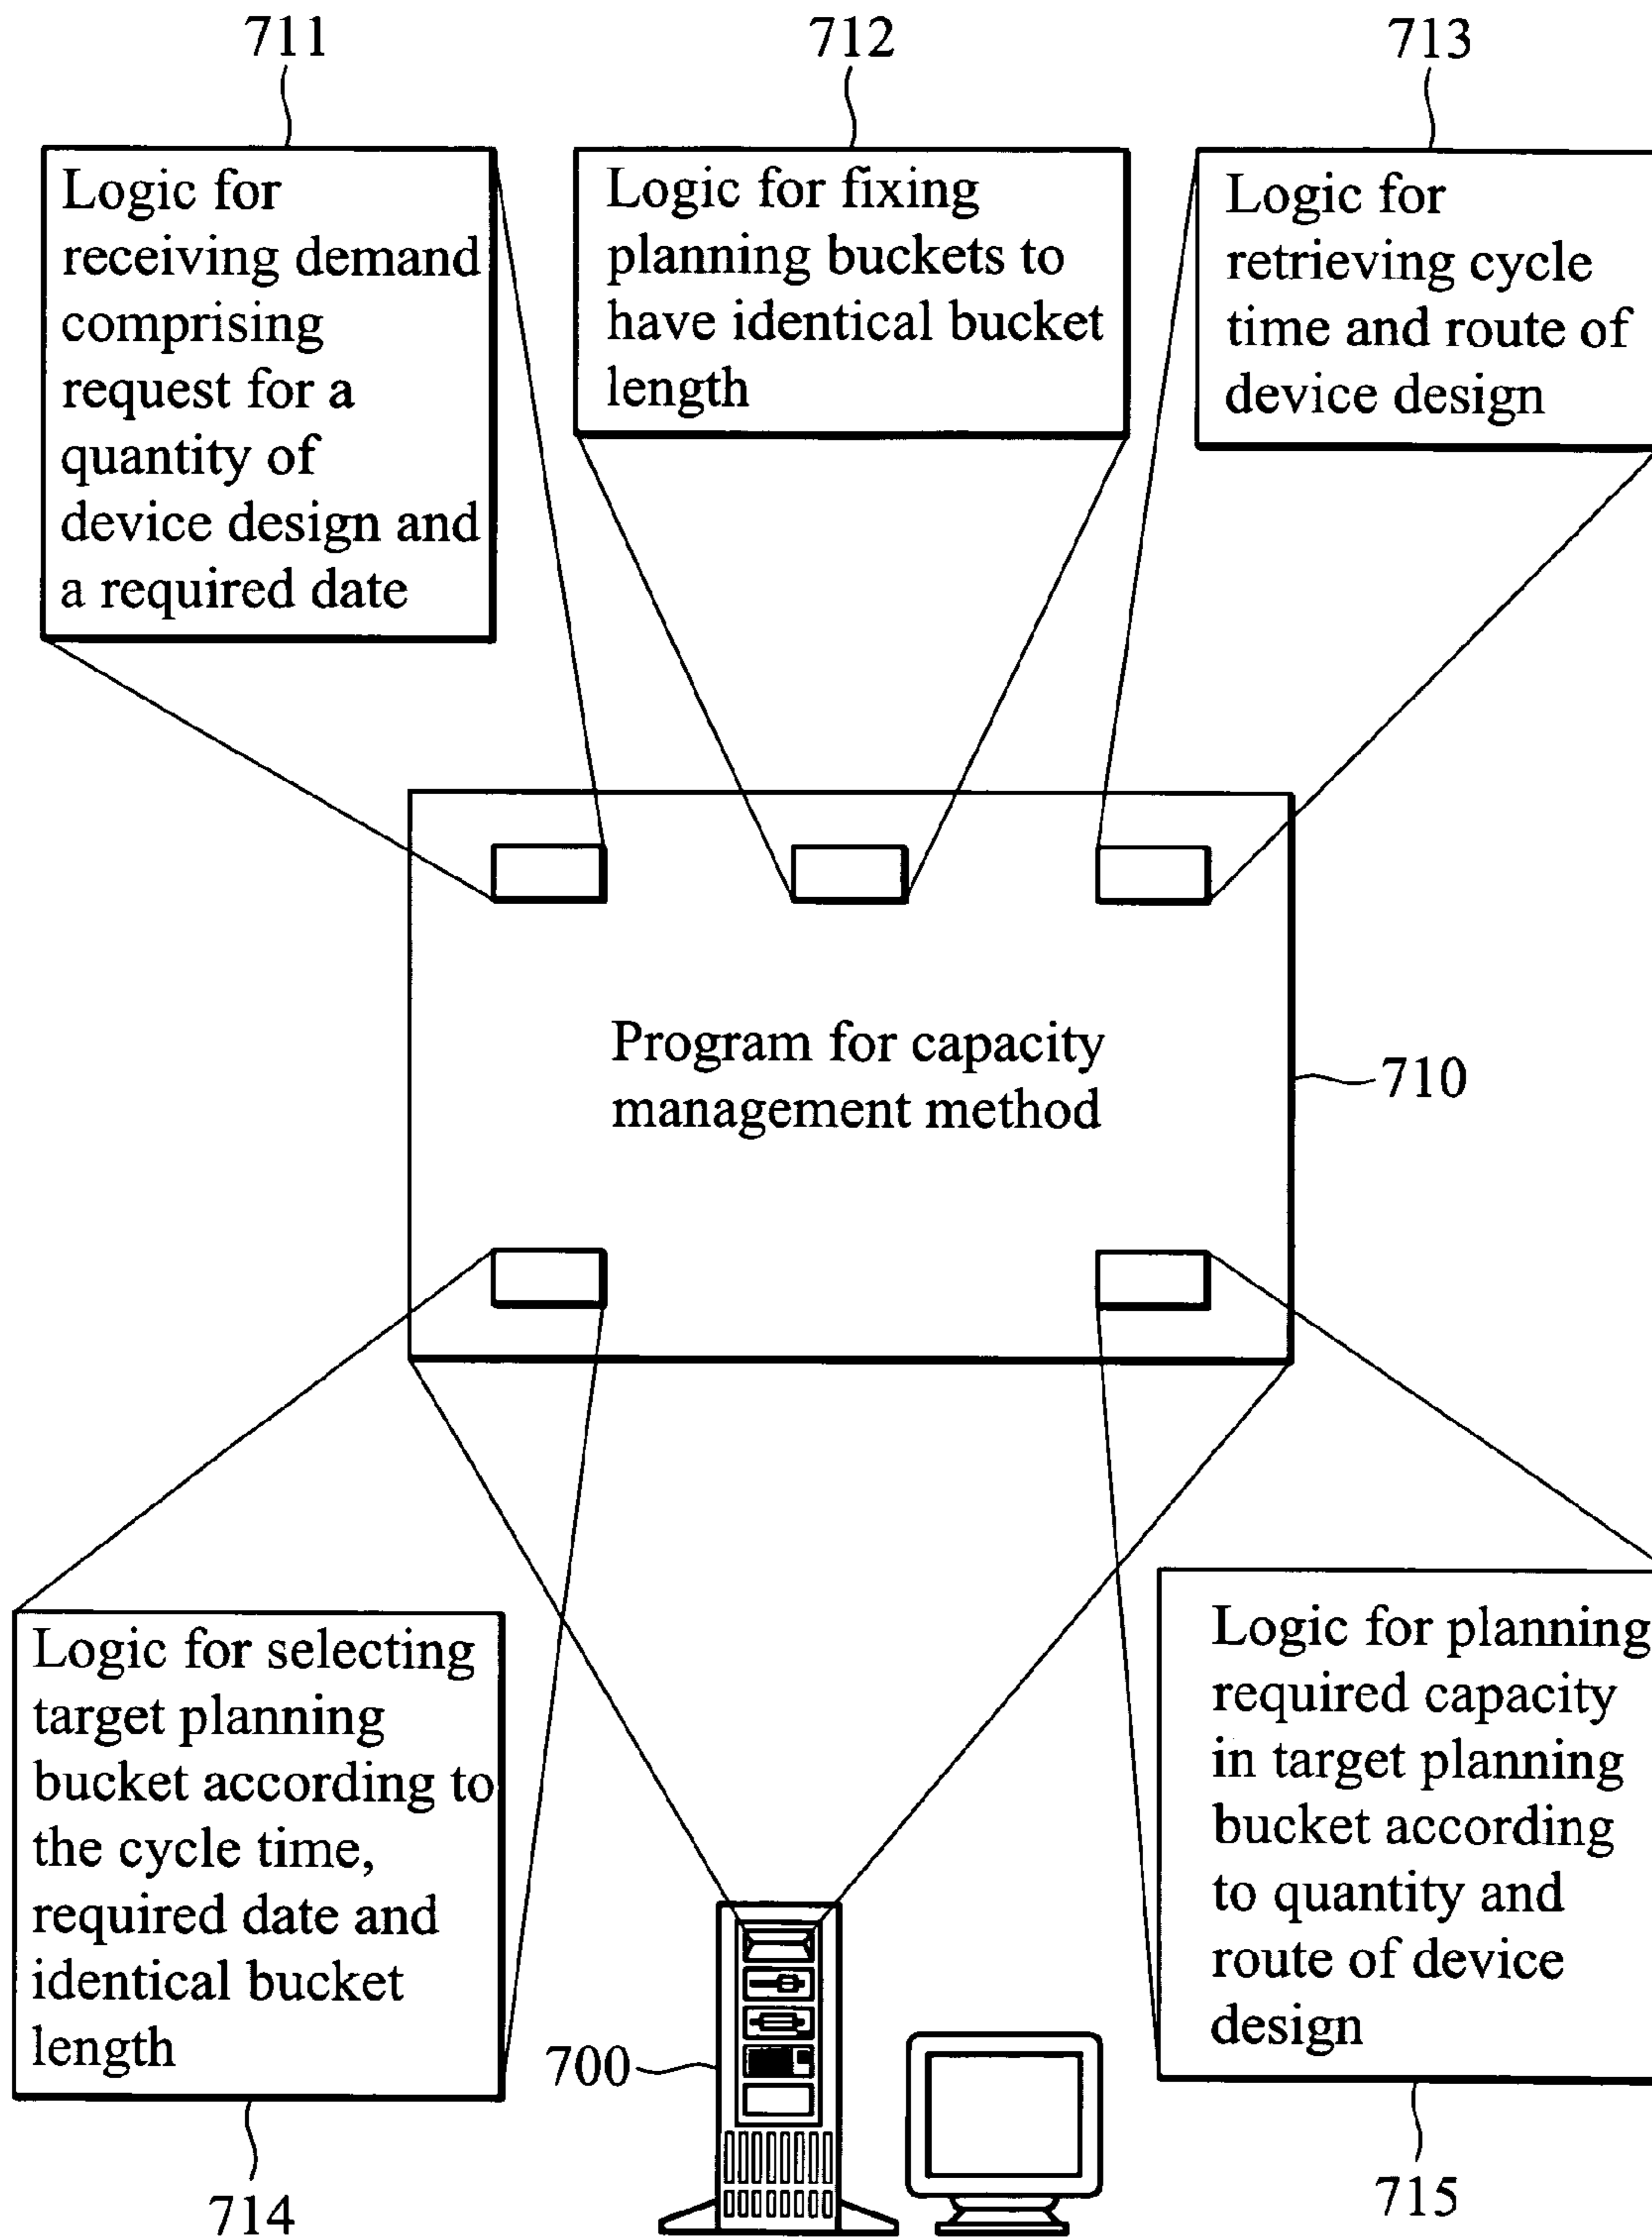 711
712
713
Logic for
receiving demand
comprising
request for a
quantity of
device design and
a required date
Logic for fixing
planning buckets to
have identical bucket
length
Logic for
retrieving cycle
time and route of
device design
Program for capacity
management method
710
Logic for selecting
target planning
bucket according to
the cycle time,
required date and
identical bucket
length
Logic for planning
required capacity
in target planning
bucket according
to quantity and
route of device
design
700
714
715